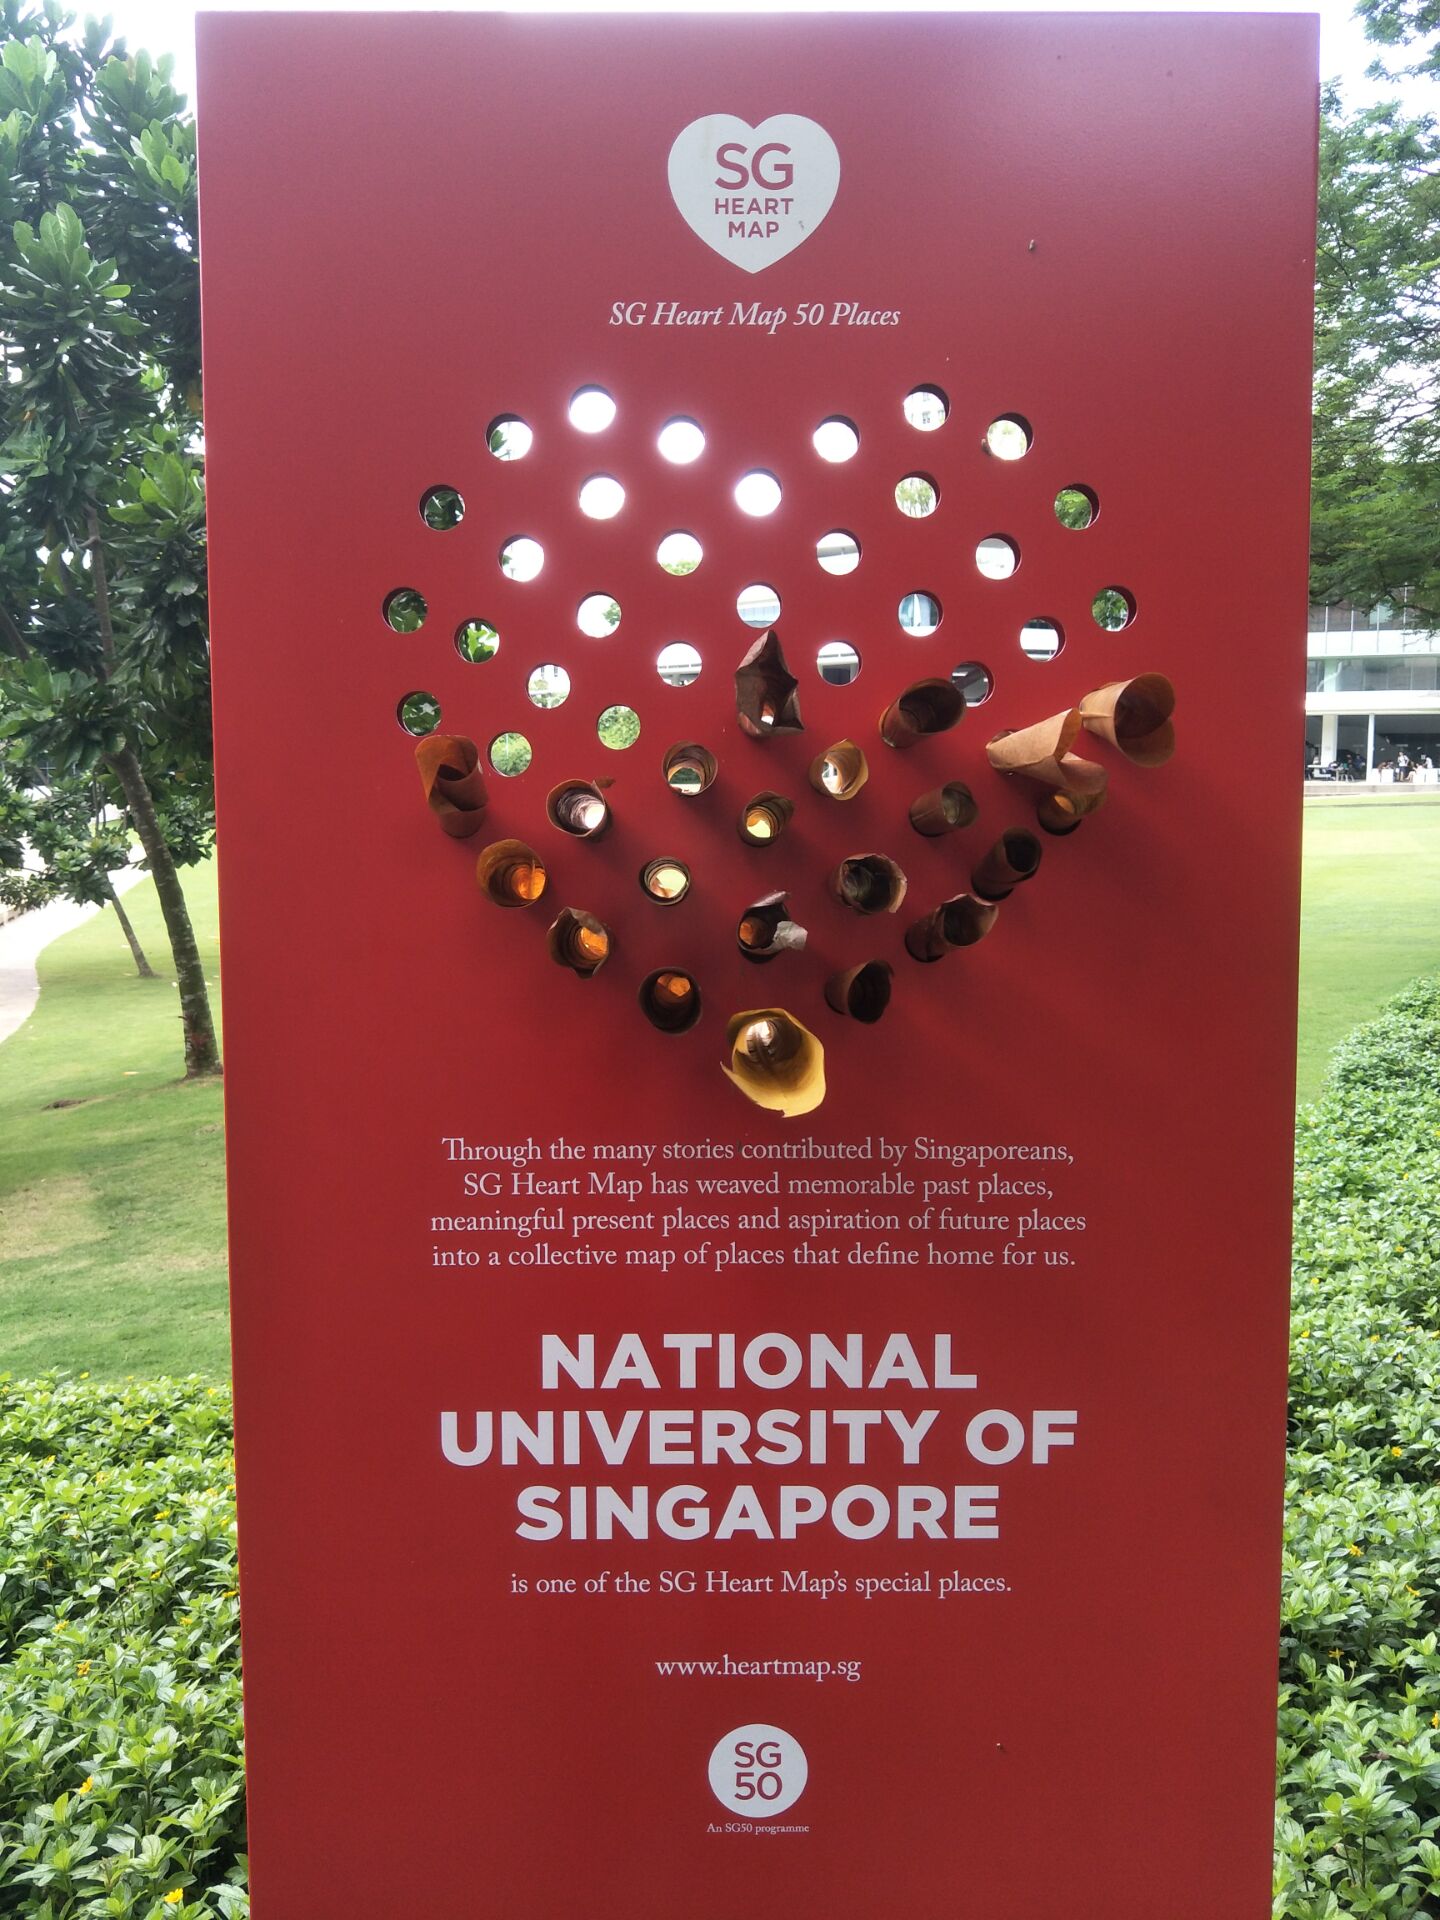 SG
HEART
MAP
SG Heart Map 50 Places
Through the many stories contributed by Singaporeans,
SG Heart Map has weaved memorable past places,
meaningful present places and aspiration of future places
into a collective map of places that define home for us.
NATIONAL
UNIVERSITY OF
SINGAPORE
is one of the SG Heart Map's special places.
www.heartmap.sg
SG
50
An SG50 programme